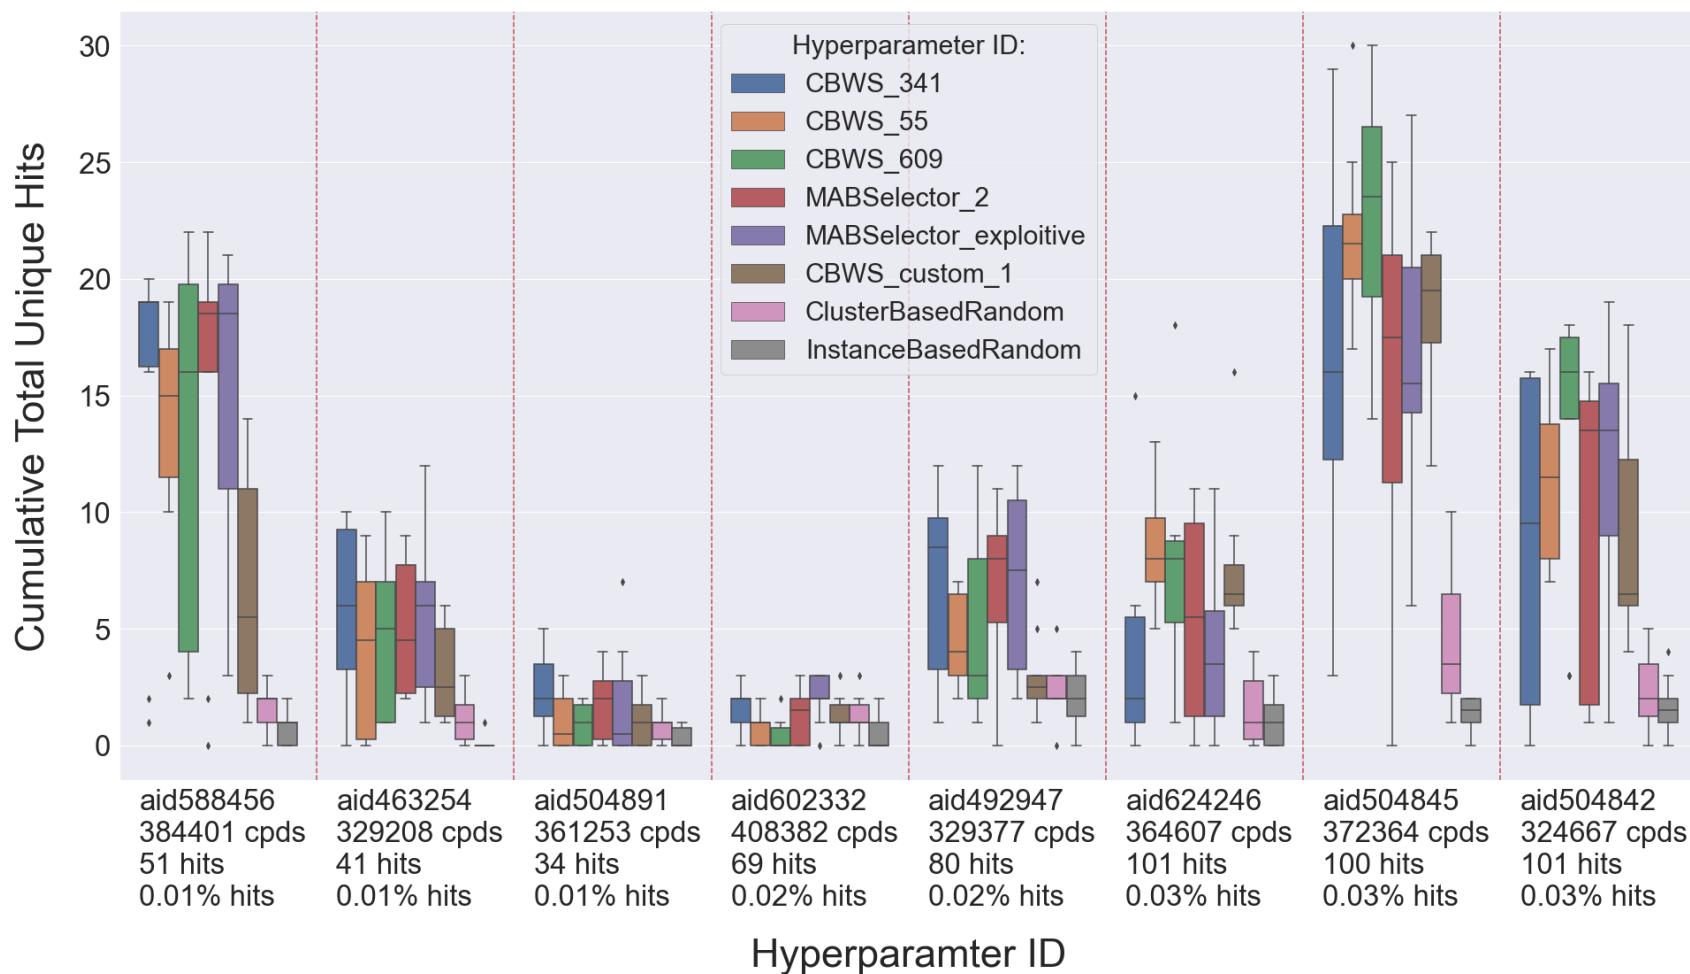 Cumulative Total Unique Hits
30
25
20
15
10
5
0
Hyperparameter ID:
CBWS_341
CBWS_55
CBWS_609
MABSelector_2
MABSelector_exploitive
CBWS_custom_1
ClusterBasedRandom
InstanceBasedRandom
aid588456
384401 cpds
51 hits
0.01% hits
aid463254
329208 cpds
41 hits
0.01% hits
aid504891
361253 cpds
34 hits
0.01% hits
aid602332
408382 cpds
69 hits
0.02% hits
aid492947
329377 cpds
80 hits
0.02% hits
aid624246
364607 cpds
101 hits
0.03% hits
aid504845
372364 cpds
100 hits
0.03% hits
aid504842
324667 cpds
101 hits
0.03% hits
Hyperparamter ID